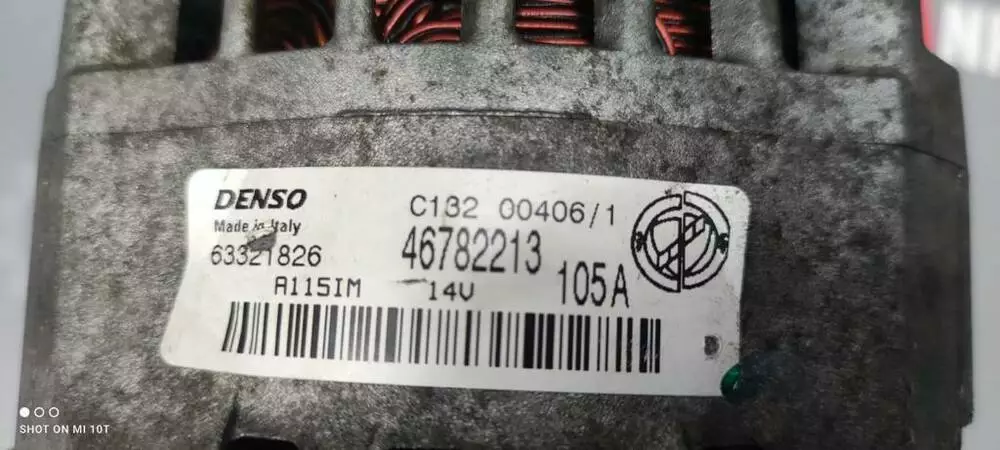 DENSO
Made in Italy
C132 00406/1
63321826
46782213
105A
A115IM
14V
D
SHOT ON MI 10T